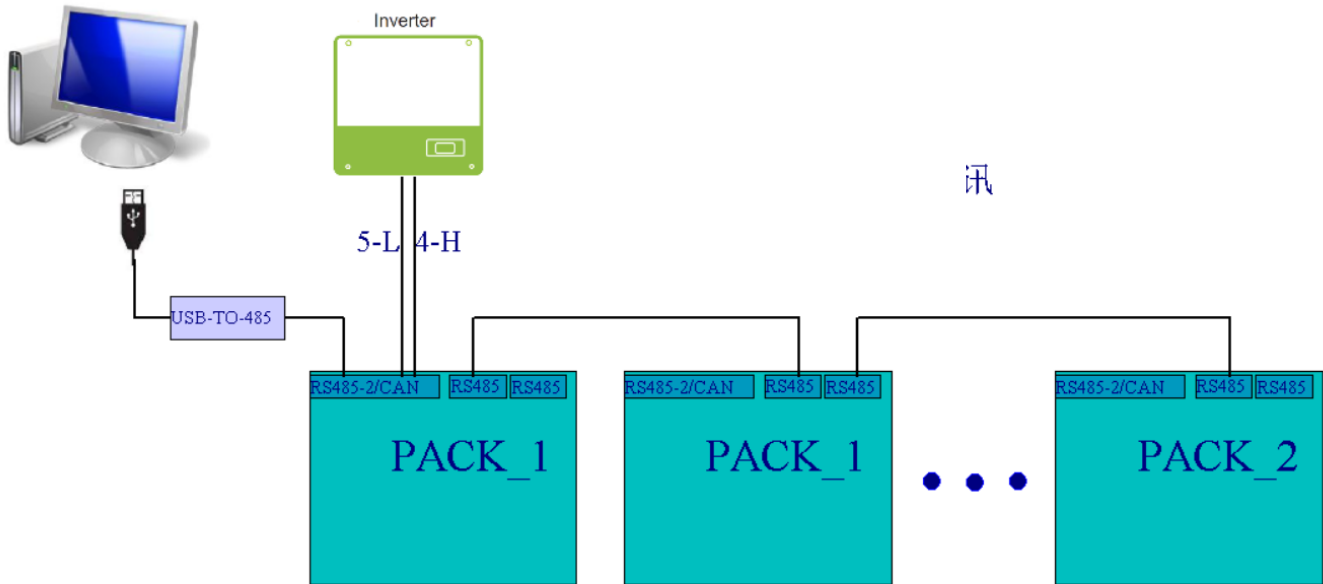 Inverter
讯
5-L 4-H
USB-TO-485
RS485-2/CAN RS485 RS485
PACK_1
RS485-2/CAN RS485 RS485
PACK_1
RS485-2/CAN RS485 RS485
PACK_2